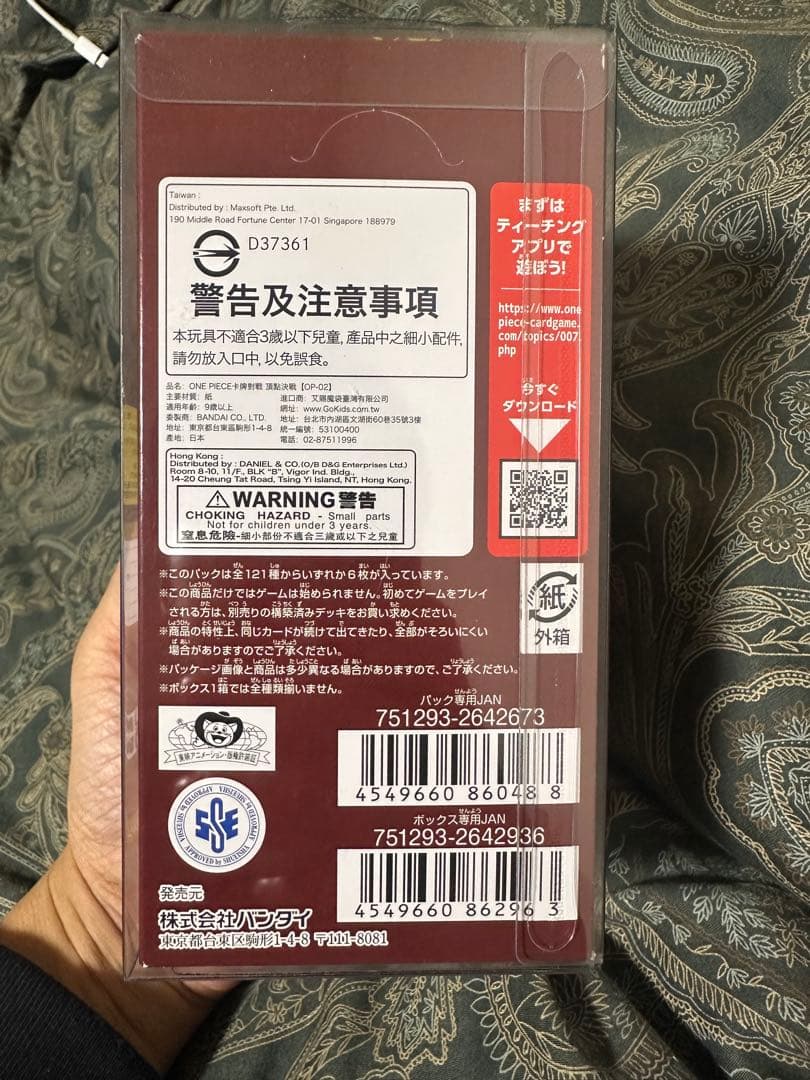 Taiwan :
Distributed by : Maxsoft Pte. Ltd.
190 Middle Road Fortune Center 17-01 Singapore 188979
D37361
警告及注意事項
本玩具不適合3歲以下兒童, 產品中之細小配件,
請勿放入口中, 以免誤食。
品名: ONE PIECE卡牌對戰 頂點決戰【OP-02】
主要材質: 紙
適用年齡: 9歲以上
委製商: BANDAI CO., LTD.
地址: 東京都台東區駒形1-4-8
產地: 日本
進口商: 艾賜魔袋臺灣有限公司
網址: www.GoKids.com.tw
地址: 台北市內湖區文湖街60巷35號3樓
統一編號: 53100400
電話: 02-87511996
Hong Kong :
Distributed by : DANIEL & CO.(O/B D&G Enterprises Ltd.)
Room 8-10, 11/F., BLK "B", Vigor Ind. Bldg.,
14-20 Cheung Tat Road, Tsing Yi Island, NT, Hong Kong.
WARNING 警告
CHOKING HAZARD - Small parts
Not for children under 3 years.
窒息危險-細小部份不適合三歲或以下之兒童
まずは
ティーチング
アプリで
遊ぼう!
https://www.one
piece-cardgame.
com/topics/007.
php
今すぐ
ダウンロード
紙
外箱
※このパックは全121種からいずれか6枚が入っています。
※この商品だけではゲームは始められません。初めてゲームをプレイ
される方は、別売りの構築済みデッキをお買い求めください。
※商品の特性上、同じカードが続けて出てきたり、全部がそろいにくい
場合がありますのでご了承ください。
※パッケージ画像と商品は多少異なる場合がありますので、ご了承ください。
※ボックス1箱では全種類揃いません。
パック専用JAN
751293-2642673
4549660860488
ボックス専用JAN
751293-2642936
4549660862963
東映アニメーション・版権許諾証
APPROVED by SHUEISHA
APPROVED by SHUEISHA
発売元
株式会社バンダイ
東京都台東区駒形1-4-8 〒111-8081